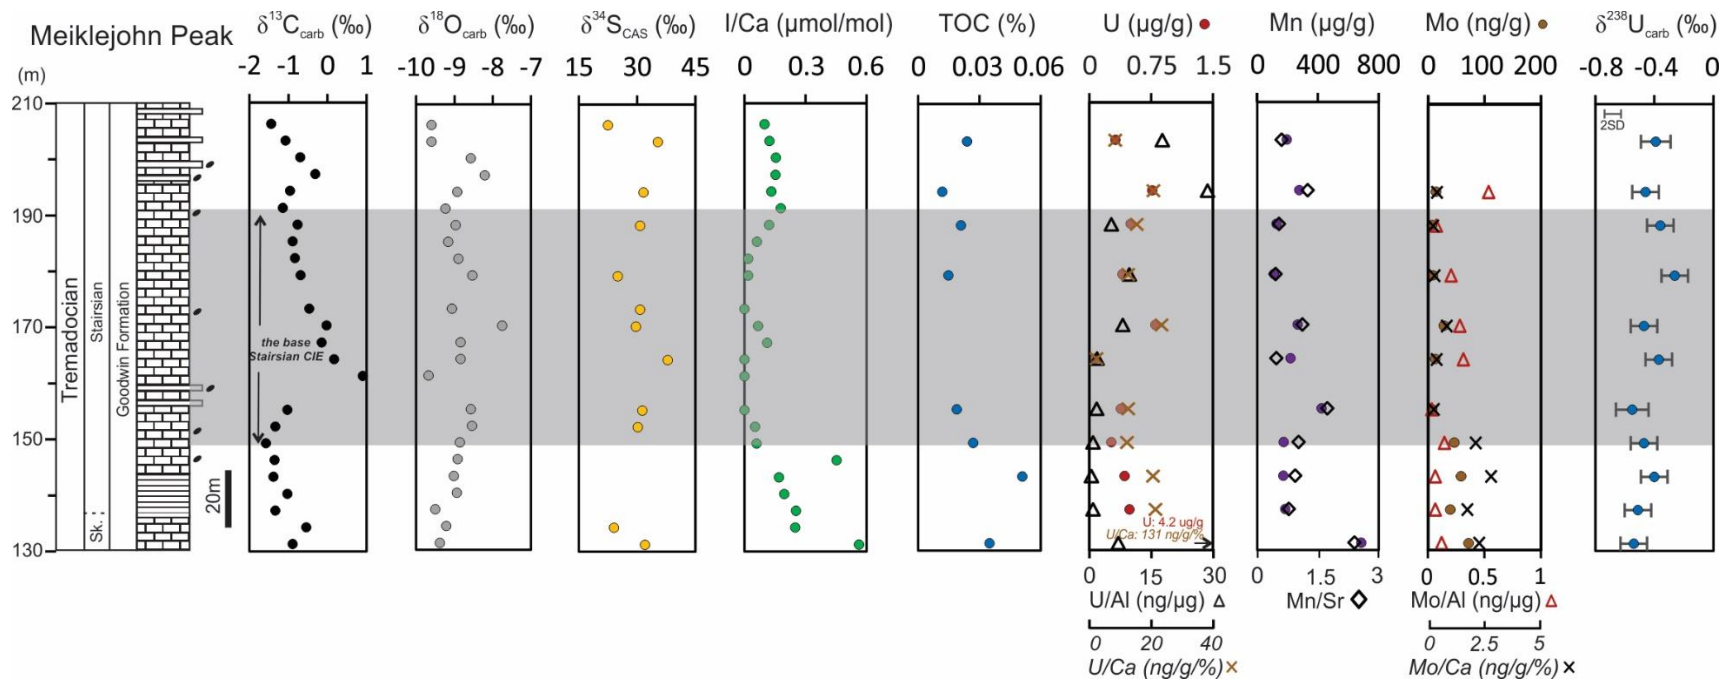 Meiklejohn Peak
δ¹³Ccarb (‰)
δ¹⁸Ocarb (‰)
δ³⁴SCAS (‰)
I/Ca (μmol/mol)
TOC (%)
U (μg/g)
Mn (μg/g)
Mo (ng/g)
δ²³⁸Ucarb (‰)
(m)
-2 -1 0 1
-10 -9 -8 -7
15 30 45
0 0.3 0.6
0 0.03 0.06
0 0.75 1.5
0 400 800
0 100 200
-0.8 -0.4 0
210
190
170
150
130
Tremadocian
Stairsian
Sk.
Goodwin Formation
20m
the base
Stairsian CIE
2SD
U: 4.2 ug/g
U/Ca: 131 ng/g/%
0 15 30
U/Al (ng/μg)
0 20 40
U/Ca (ng/g/%)
0 1.5 3
Mn/Sr
0 0.5 1
Mo/Al (ng/μg)
0 2.5 5
Mo/Ca (ng/g/%)